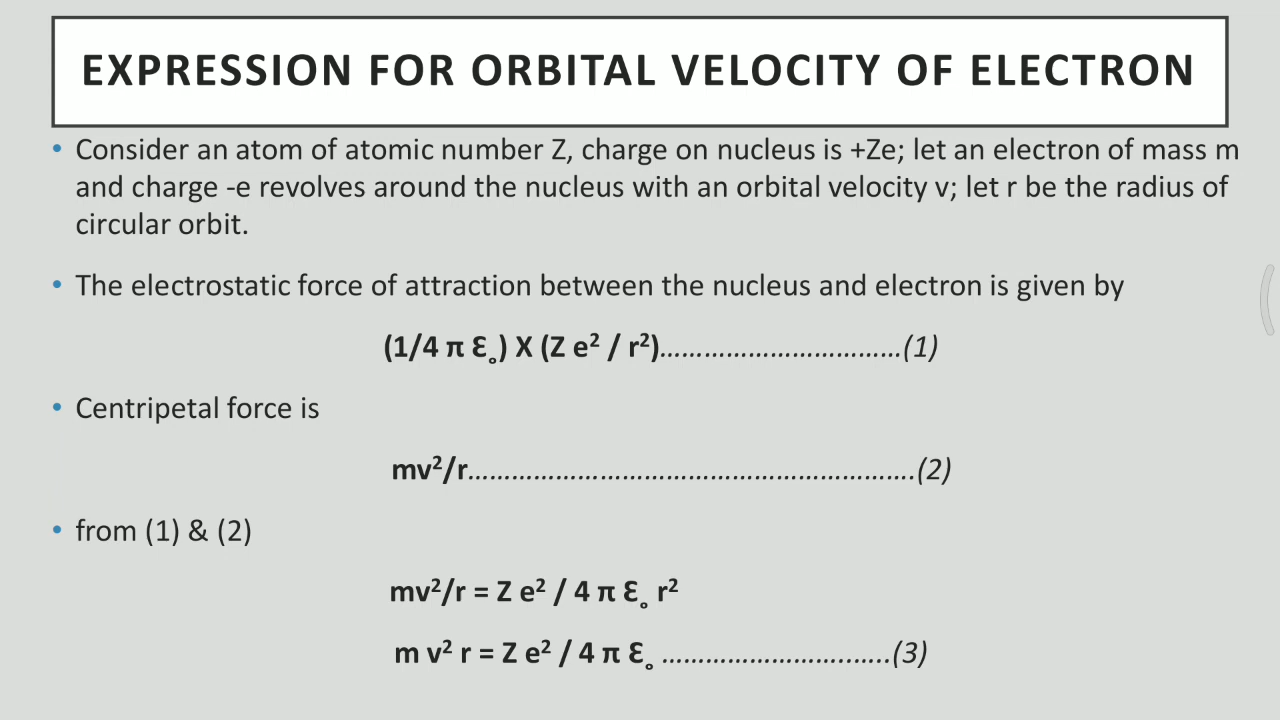 EXPRESSION FOR ORBITAL VELOCITY OF ELECTRON
• Consider an atom of atomic number Z, charge on nucleus is +Ze; let an electron of mass m
and charge -e revolves around the nucleus with an orbital velocity v; let r be the radius of
circular orbit.
• The electrostatic force of attraction between the nucleus and electron is given by
(1/4 π Ɛ˳) X (Z e² / r²)……………………………(1)
• Centripetal force is
mv²/r…………………………………………………….(2)
• from (1) & (2)
mv²/r = Z e² / 4 π Ɛ˳ r²
m v² r = Z e² / 4 π Ɛ˳ ……………………..…..(3)